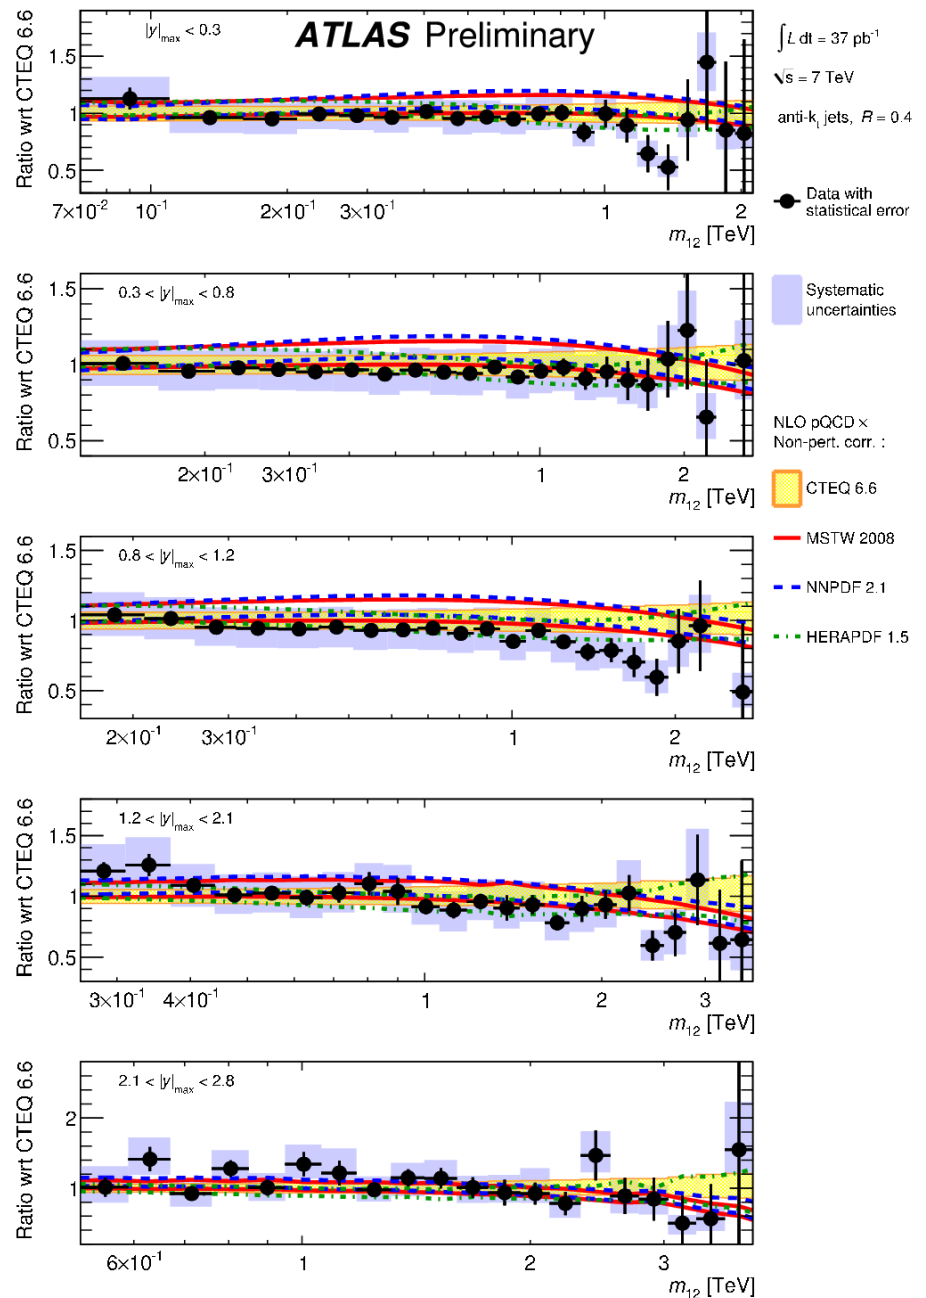 |y|max < 0.3
ATLAS Preliminary
Ratio wrt CTEQ 6.6
1.5
1
0.5
7×10⁻² 10⁻¹ 2×10⁻¹ 3×10⁻¹ 1 2
m₁₂ [TeV]
∫ L dt = 37 pb⁻¹
√s = 7 TeV
anti-kₜ jets, R = 0.4
Data with
statistical error
Systematic
uncertainties
NLO pQCD ×
Non-pert. corr. :
CTEQ 6.6
MSTW 2008
NNPDF 2.1
HERAPDF 1.5
0.3 < |y|max < 0.8
Ratio wrt CTEQ 6.6
1.5
1
0.5
2×10⁻¹ 3×10⁻¹ 1 2
m₁₂ [TeV]
0.8 < |y|max < 1.2
Ratio wrt CTEQ 6.6
1.5
1
0.5
2×10⁻¹ 3×10⁻¹ 1 2
m₁₂ [TeV]
1.2 < |y|max < 2.1
Ratio wrt CTEQ 6.6
1.5
1
0.5
3×10⁻¹ 4×10⁻¹ 1 2 3
m₁₂ [TeV]
2.1 < |y|max < 2.8
Ratio wrt CTEQ 6.6
2
1
6×10⁻¹ 1 2 3
m₁₂ [TeV]